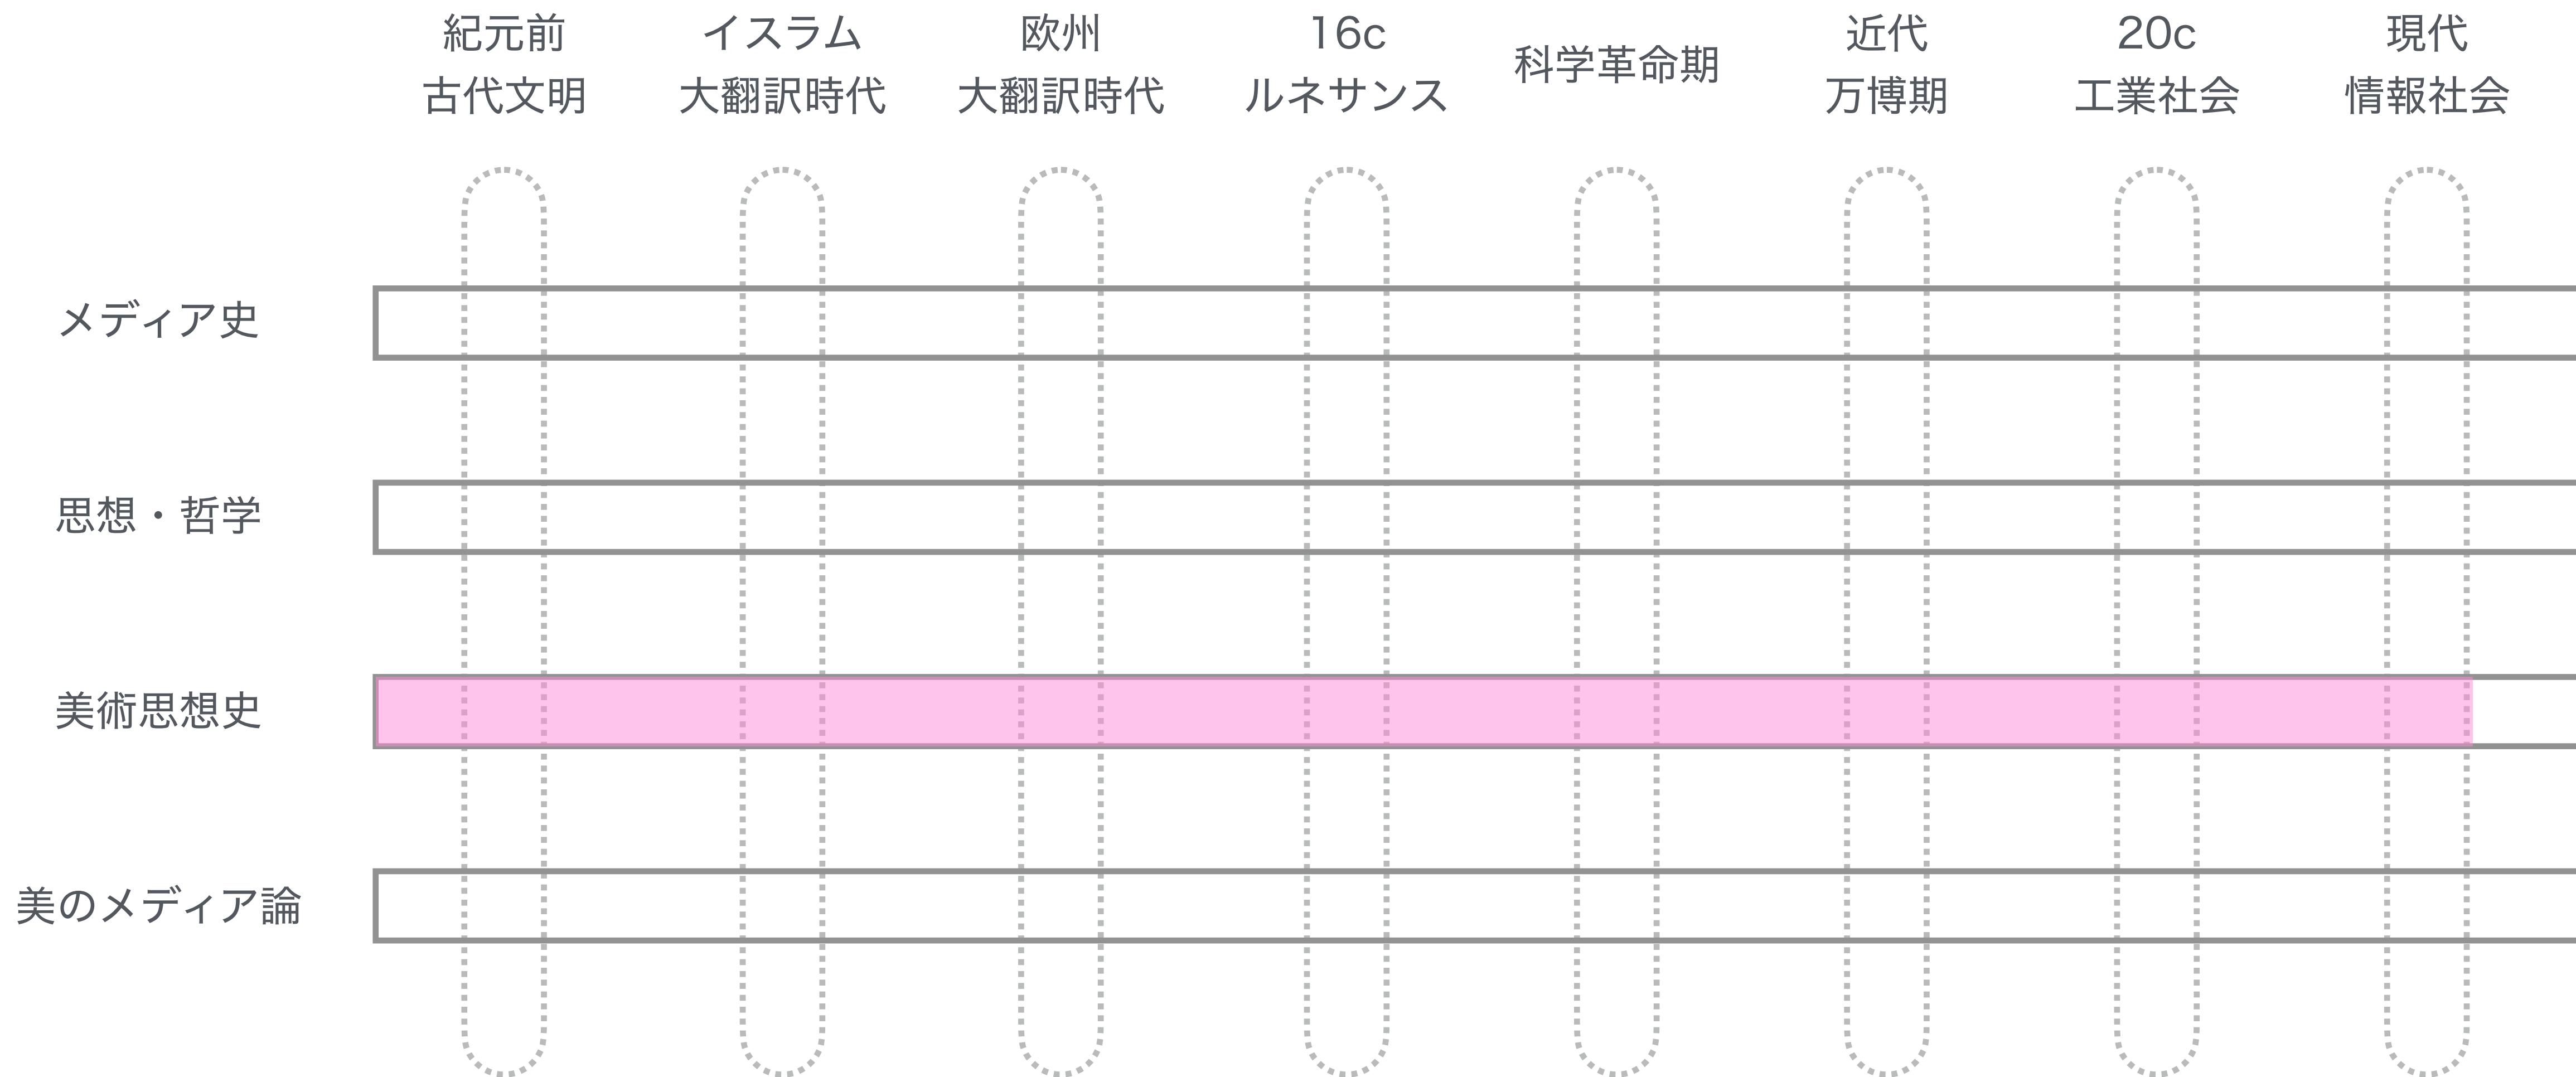 紀元前
古代文明
イスラム
大翻訳時代
欧州
大翻訳時代
16c
ルネサンス
科学革命期
近代
万博期
20c
工業社会
現代
情報社会
メディア史
思想・哲学
美術思想史
美のメディア論